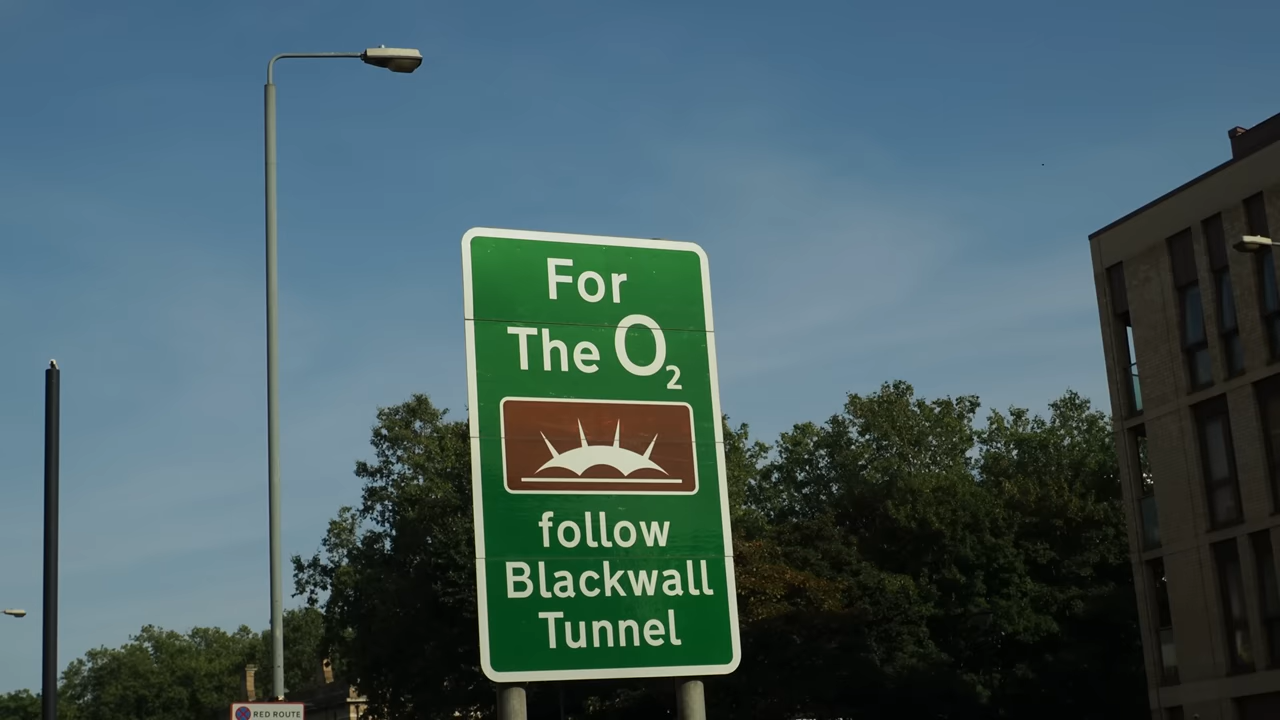 For
The O₂
follow
Blackwall
Tunnel
RED ROUTE